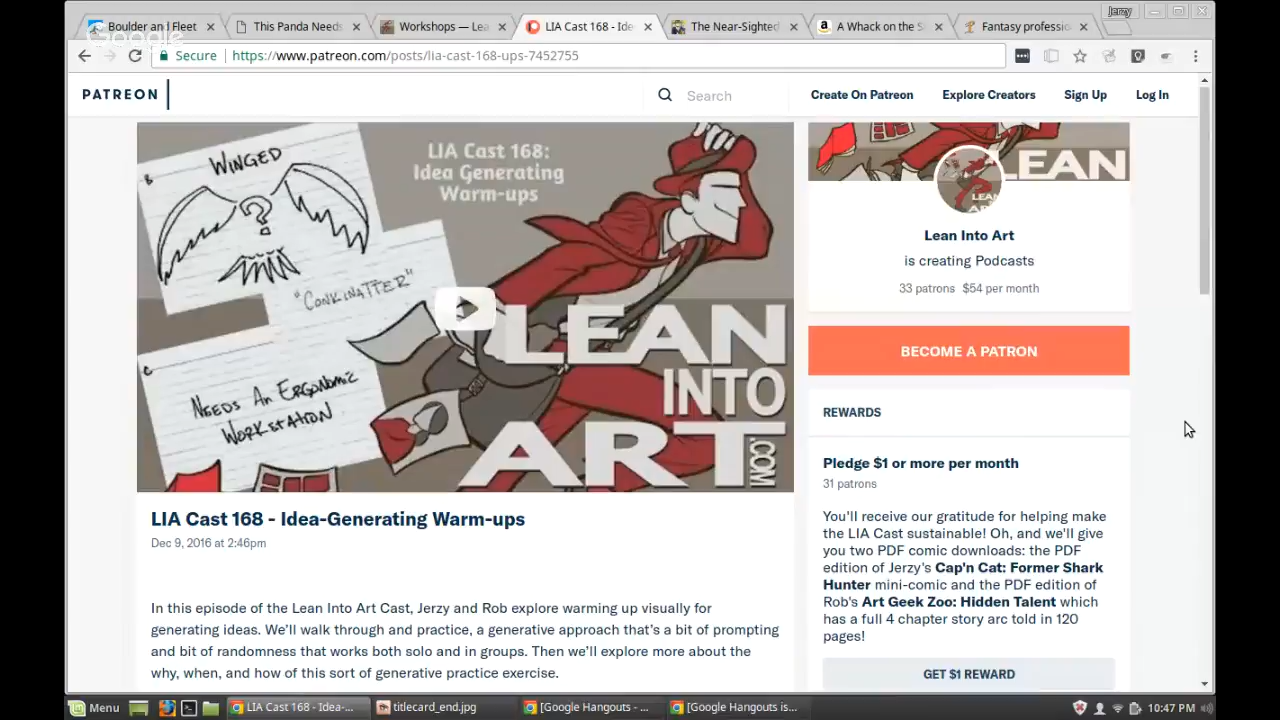 Jerzy
Boulder and Fleet
This Panda Needs
Workshops — Lea
LIA Cast 168 - Ide
The Near-Sighted
A Whack on the S
Fantasy professio
Google
Secure
https://www.patreon.com/posts/lia-cast-168-ups-7452755
PATREON
Search
Create On Patreon
Explore Creators
Sign Up
Log In
B
WINGED
?
"CONKINATTER"
C
NEEDS AN ERGONOMIC
WORKSTATION
LIA Cast 168:
Idea Generating
Warm-ups
LEAN
INTO
ART
.COM
LEAN
LEAN
ART
Lean Into Art
is creating Podcasts
33 patrons $54 per month
BECOME A PATRON
REWARDS
Pledge $1 or more per month
31 patrons
You'll receive our gratitude for helping make
the LIA Cast sustainable! Oh, and we'll give
you two PDF comic downloads: the PDF
edition of Jerzy's Cap'n Cat: Former Shark
Hunter mini-comic and the PDF edition of
Rob's Art Geek Zoo: Hidden Talent which
has a full 4 chapter story arc told in 120
pages!
GET $1 REWARD
LIA Cast 168 - Idea-Generating Warm-ups
Dec 9, 2016 at 2:46pm
In this episode of the Lean Into Art Cast, Jerzy and Rob explore warming up visually for
generating ideas. We'll walk through and practice, a generative approach that's a bit of prompting
and bit of randomness that works both solo and in groups. Then we'll explore more about the
why, when, and how of this sort of generative practice exercise.
Menu
LIA Cast 168 - Idea-...
titlecard_end.jpg
[Google Hangouts - ...
[Google Hangouts is...
10:47 PM